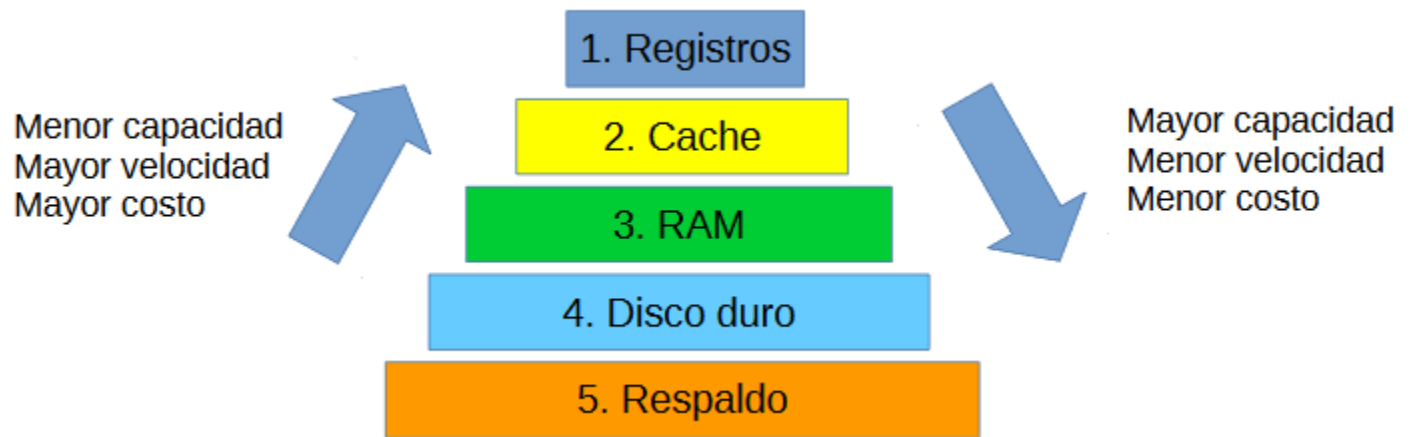 1. Registros
2. Cache
3. RAM
4. Disco duro
5. Respaldo
Menor capacidad
Mayor velocidad
Mayor costo
Mayor capacidad
Menor velocidad
Menor costo